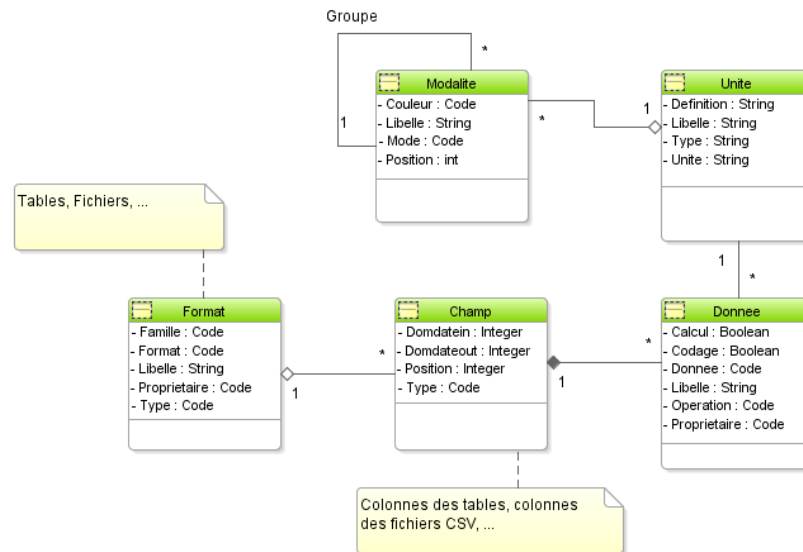 Groupe
*
1
Modalite
- Couleur : Code
- Libelle : String
- Mode : Code
- Position : int
*
1
Unite
- Definition : String
- Libelle : String
- Type : String
- Unite : String
1
*
Tables, Fichiers, ...
Format
- Famille : Code
- Format : Code
- Libelle : String
- Proprietaire : Code
- Type : Code
1
*
Champ
- Domdatein : Integer
- Domdateout : Integer
- Position : Integer
- Type : Code
1
*
Donnee
- Calcul : Boolean
- Codage : Boolean
- Donnee : Code
- Libelle : String
- Operation : Code
- Proprietaire : Code
Colonnes des tables, colonnes
des fichiers CSV, ...